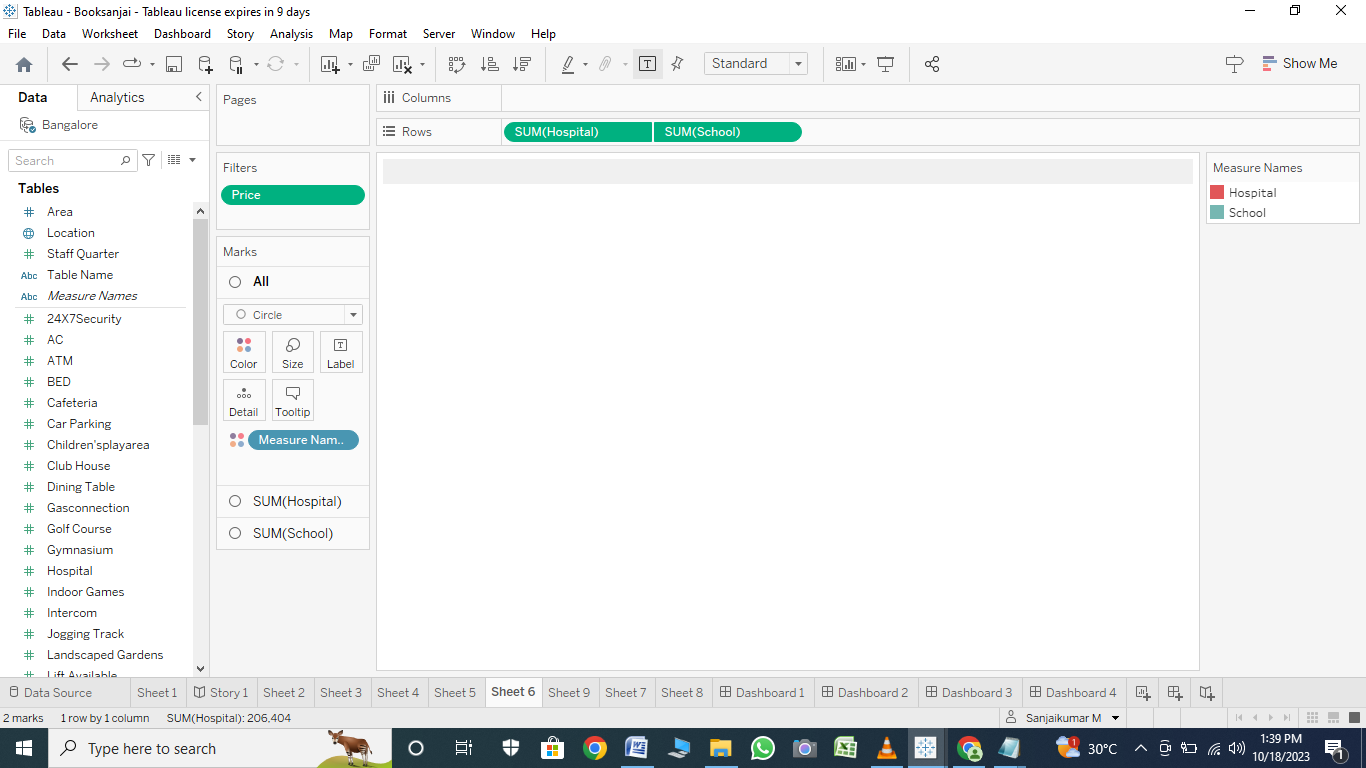 Tableau - Booksanjai - Tableau license expires in 9 days
File Data Worksheet Dashboard Story Analysis Map Format Server Window Help
Standard
Show Me
Data Analytics
Bangalore
Search
Tables
Area
Location
Staff Quarter
Abc Table Name
Abc Measure Names
24X7Security
AC
ATM
BED
Cafeteria
Car Parking
Children'splayarea
Club House
Dining Table
Gasconnection
Golf Course
Gymnasium
Hospital
Indoor Games
Intercom
Jogging Track
Landscaped Gardens
Lift Available
Pages
Filters
Price
Marks
All
Circle
Color Size Label
Detail Tooltip
Measure Nam..
SUM(Hospital)
SUM(School)
Columns
Rows SUM(Hospital) SUM(School)
Measure Names
Hospital
School
Data Source Sheet 1 Story 1 Sheet 2 Sheet 3 Sheet 4 Sheet 5 Sheet 6 Sheet 9 Sheet 7 Sheet 8 Dashboard 1 Dashboard 2 Dashboard 3 Dashboard 4
2 marks 1 row by 1 column SUM(Hospital): 206.404 Sanjaikumar M
Type here to search 1 30°C 1:39 PM
10/18/2023 1